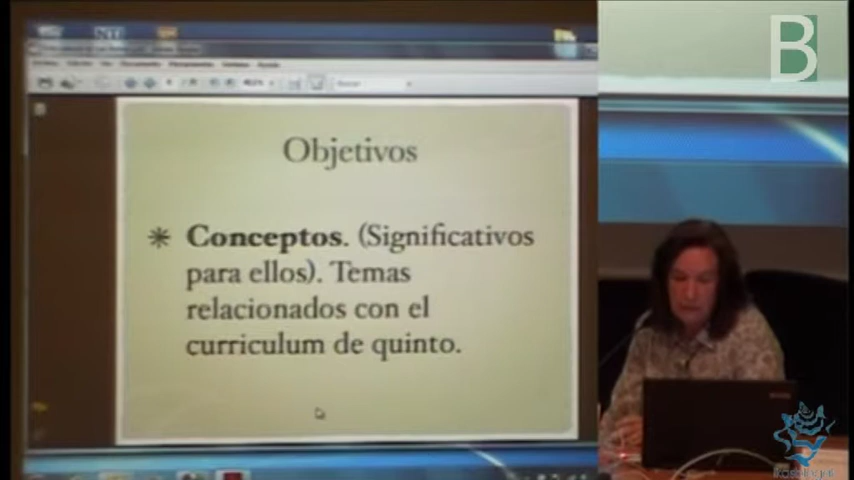 B
Objetivos
Conceptos. (Significativos
para ellos). Temas
relacionados con el
curriculum de quinto.